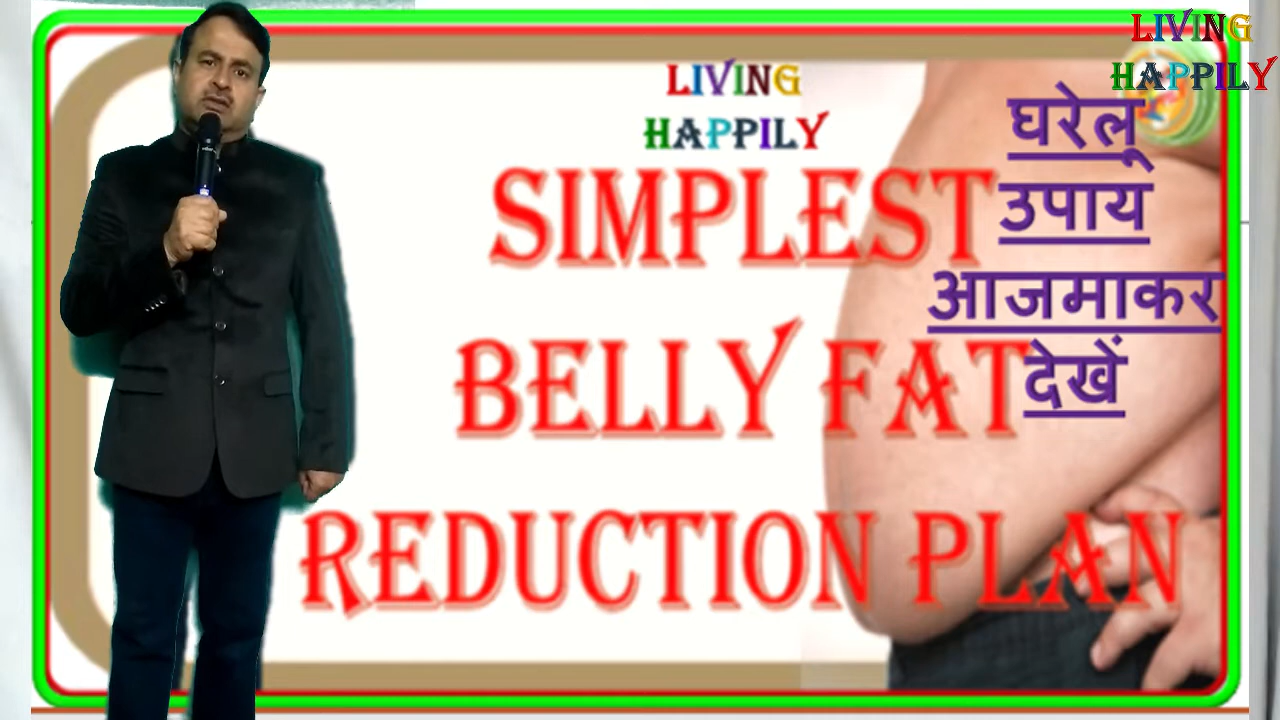 LIVING
HAPPILY
LIVING
HAPPILY
SIMPLEST
BELLY FAT
REDUCTION PLAN
घरेलू
उपाय
आजमाकर
देखें